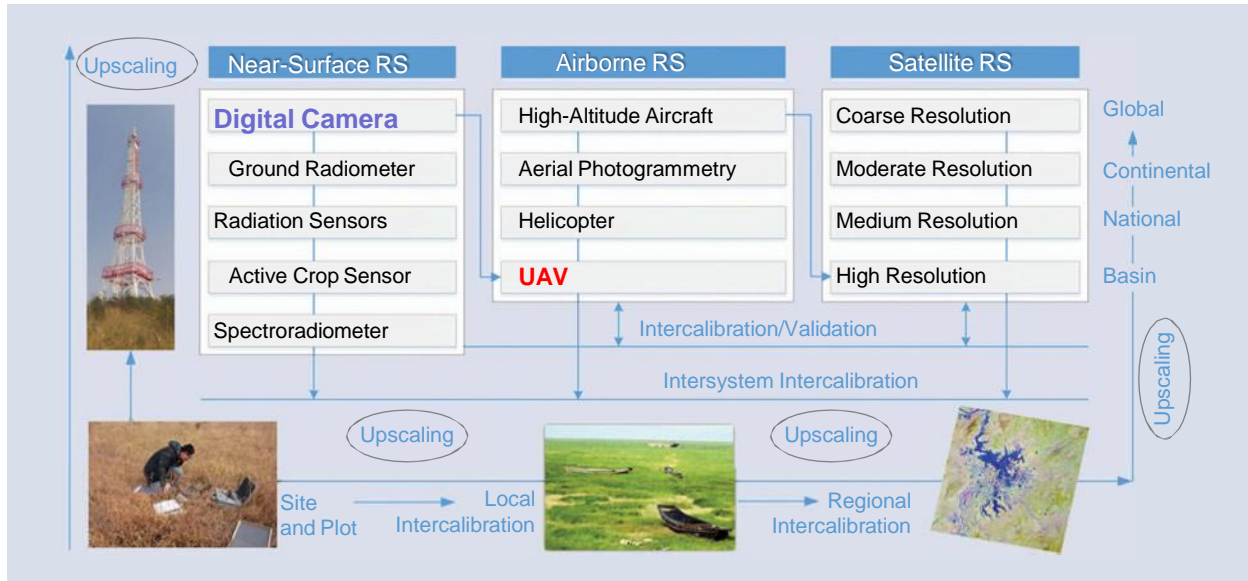 Upscaling
Near-Surface RS
Airborne RS
Satellite RS
Digital Camera
Ground Radiometer
Radiation Sensors
Active Crop Sensor
Spectroradiometer
High-Altitude Aircraft
Aerial Photogrammetry
Helicopter
UAV
Coarse Resolution
Moderate Resolution
Medium Resolution
High Resolution
Global
Continental
National
Basin
Intercalibration/Validation
Intersystem Intercalibration
Upscaling
Upscaling
Upscaling
Site
and Plot
Local
Intercalibration
Regional
Intercalibration